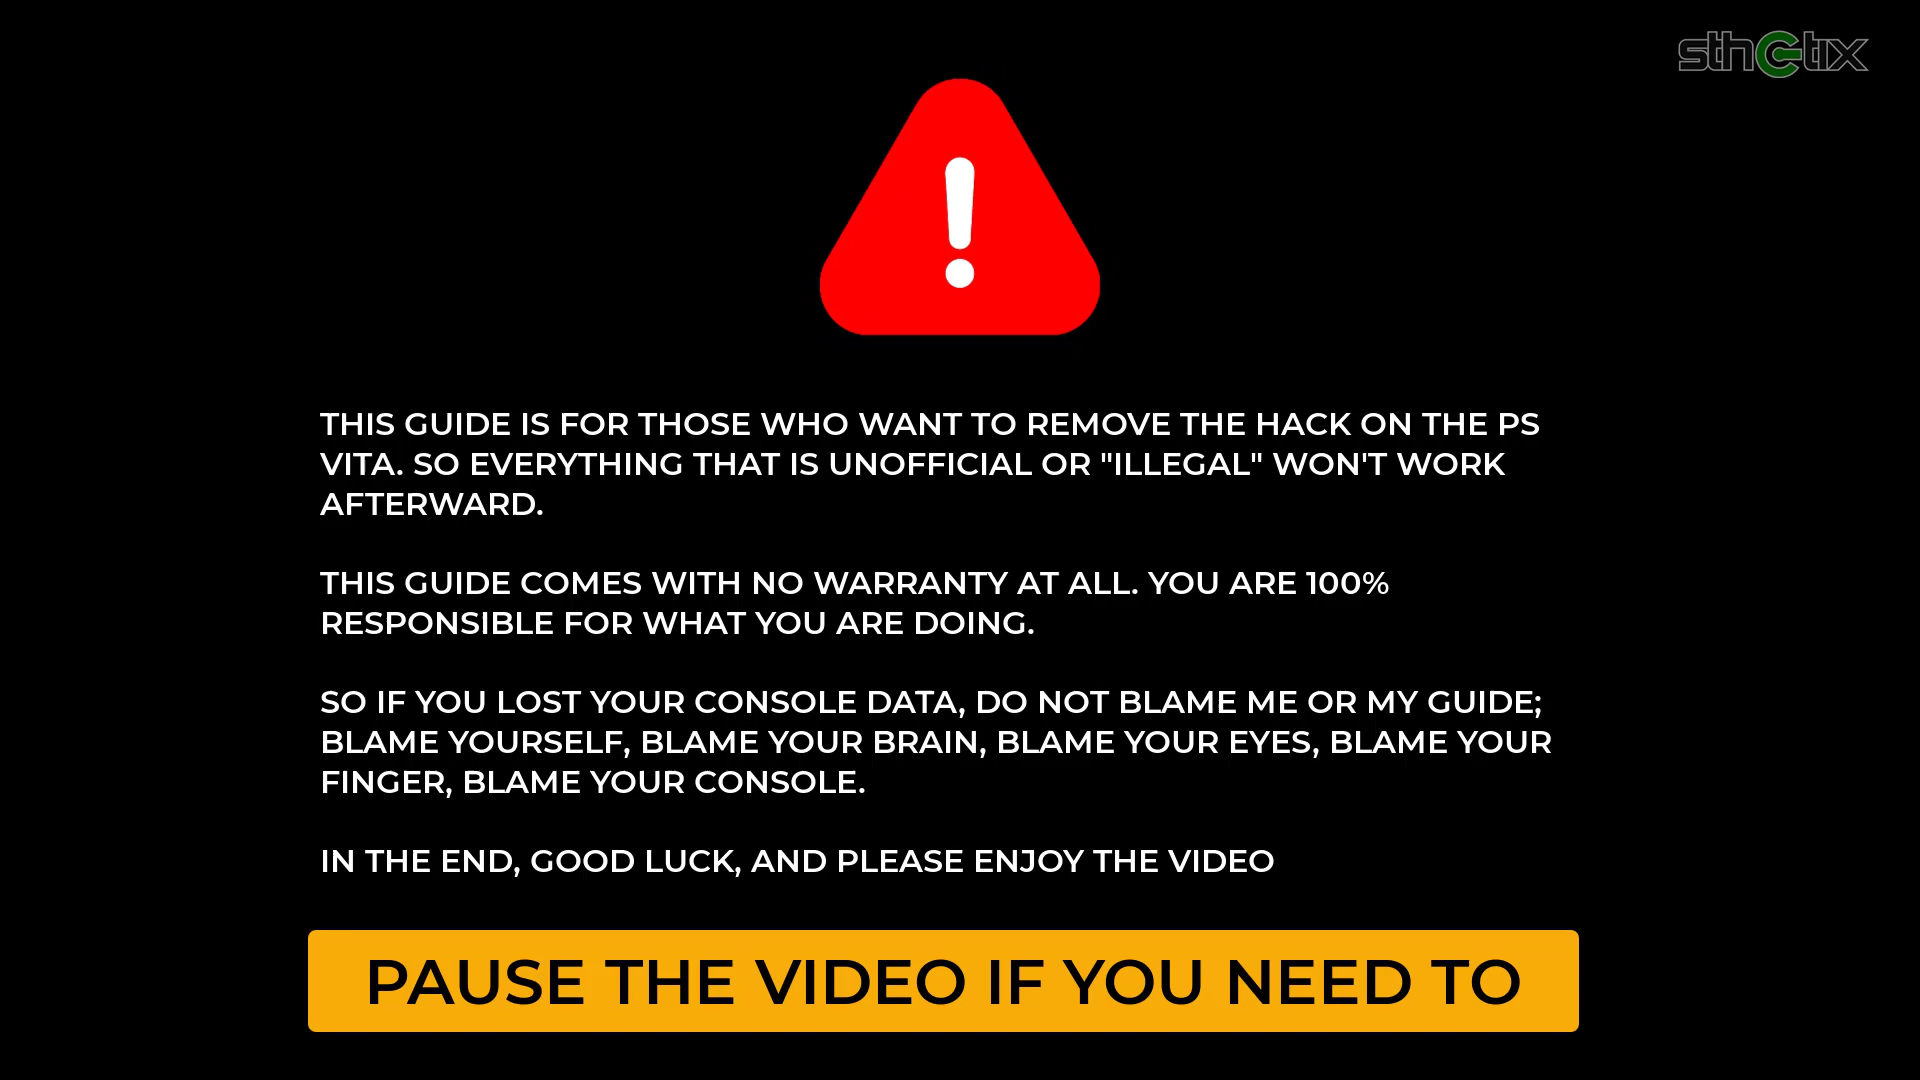 sthetix
THIS GUIDE IS FOR THOSE WHO WANT TO REMOVE THE HACK ON THE PS
VITA. SO EVERYTHING THAT IS UNOFFICIAL OR "ILLEGAL" WON'T WORK
AFTERWARD.
THIS GUIDE COMES WITH NO WARRANTY AT ALL. YOU ARE 100%
RESPONSIBLE FOR WHAT YOU ARE DOING.
SO IF YOU LOST YOUR CONSOLE DATA, DO NOT BLAME ME OR MY GUIDE;
BLAME YOURSELF, BLAME YOUR BRAIN, BLAME YOUR EYES, BLAME YOUR
FINGER, BLAME YOUR CONSOLE.
IN THE END, GOOD LUCK, AND PLEASE ENJOY THE VIDEO
PAUSE THE VIDEO IF YOU NEED TO